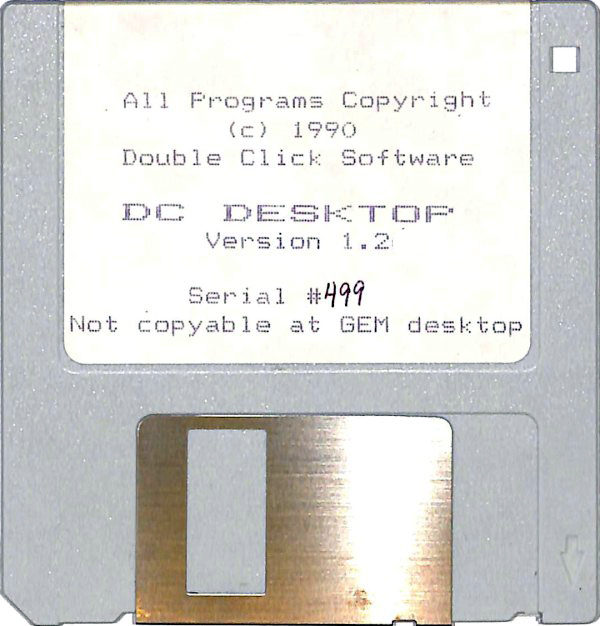 All Programs Copyright
(c) 1990
Double Click Software
DC DESKTOP
Version 1.2
Serial #499
Not copyable at GEM desktop